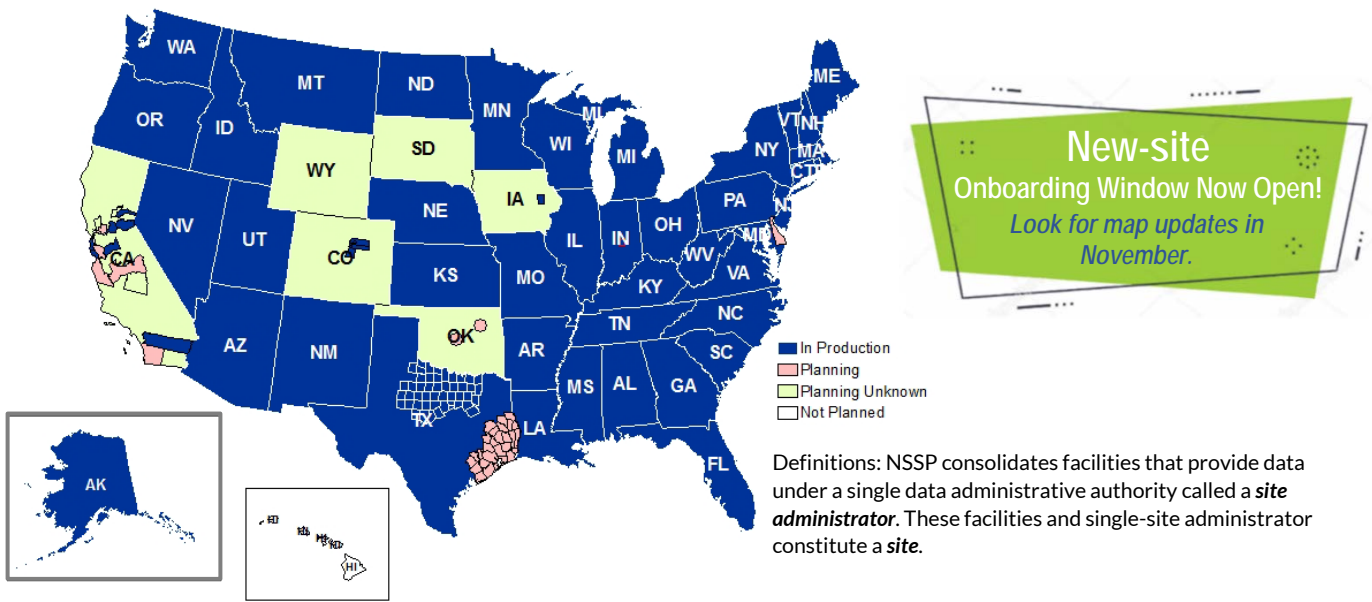 WA
MT
ND
MN
ME
OR
ID
WI
MI
MI
VT
NH
NY
MA
CT
WY
SD
IA
NE
PA
NJ
NV
UT
CO
IL
IN
OH
MD
WV
VA
CA
KS
MO
KY
NC
TN
AZ
NM
OK
AR
SC
MS
AL
GA
TX
LA
FL
AK
HI
New-site
Onboarding Window Now Open!
Look for map updates in
November.
In Production
Planning
Planning Unknown
Not Planned
Definitions: NSSP consolidates facilities that provide data
under a single data administrative authority called a site
administrator. These facilities and single-site administrator
constitute a site.